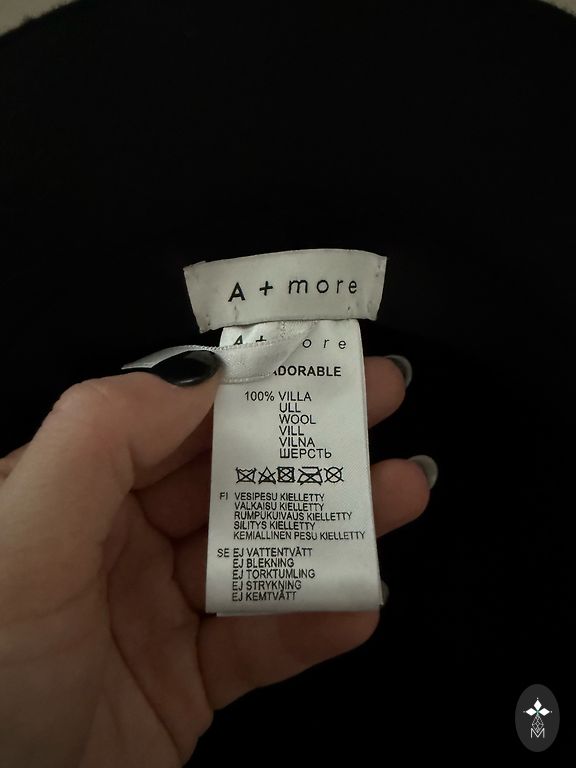 A + more
ADORABLE
100% VILLA
ULL
WOOL
VILL
VILNA
ШЕРСТЬ
FI VESIPESU KIELLETTY
VALKAISU KIELLETTY
RUMPUKUIVAUS KIELLETTY
SILITYS KIELLETTY
KEMIALLINEN PESU KIELLETTY
SE EJ VATTENTVÄTT
EJ BLEKNING
EJ TORKTUMLING
EJ STRYKNING
EJ KEMTVÄTT
M